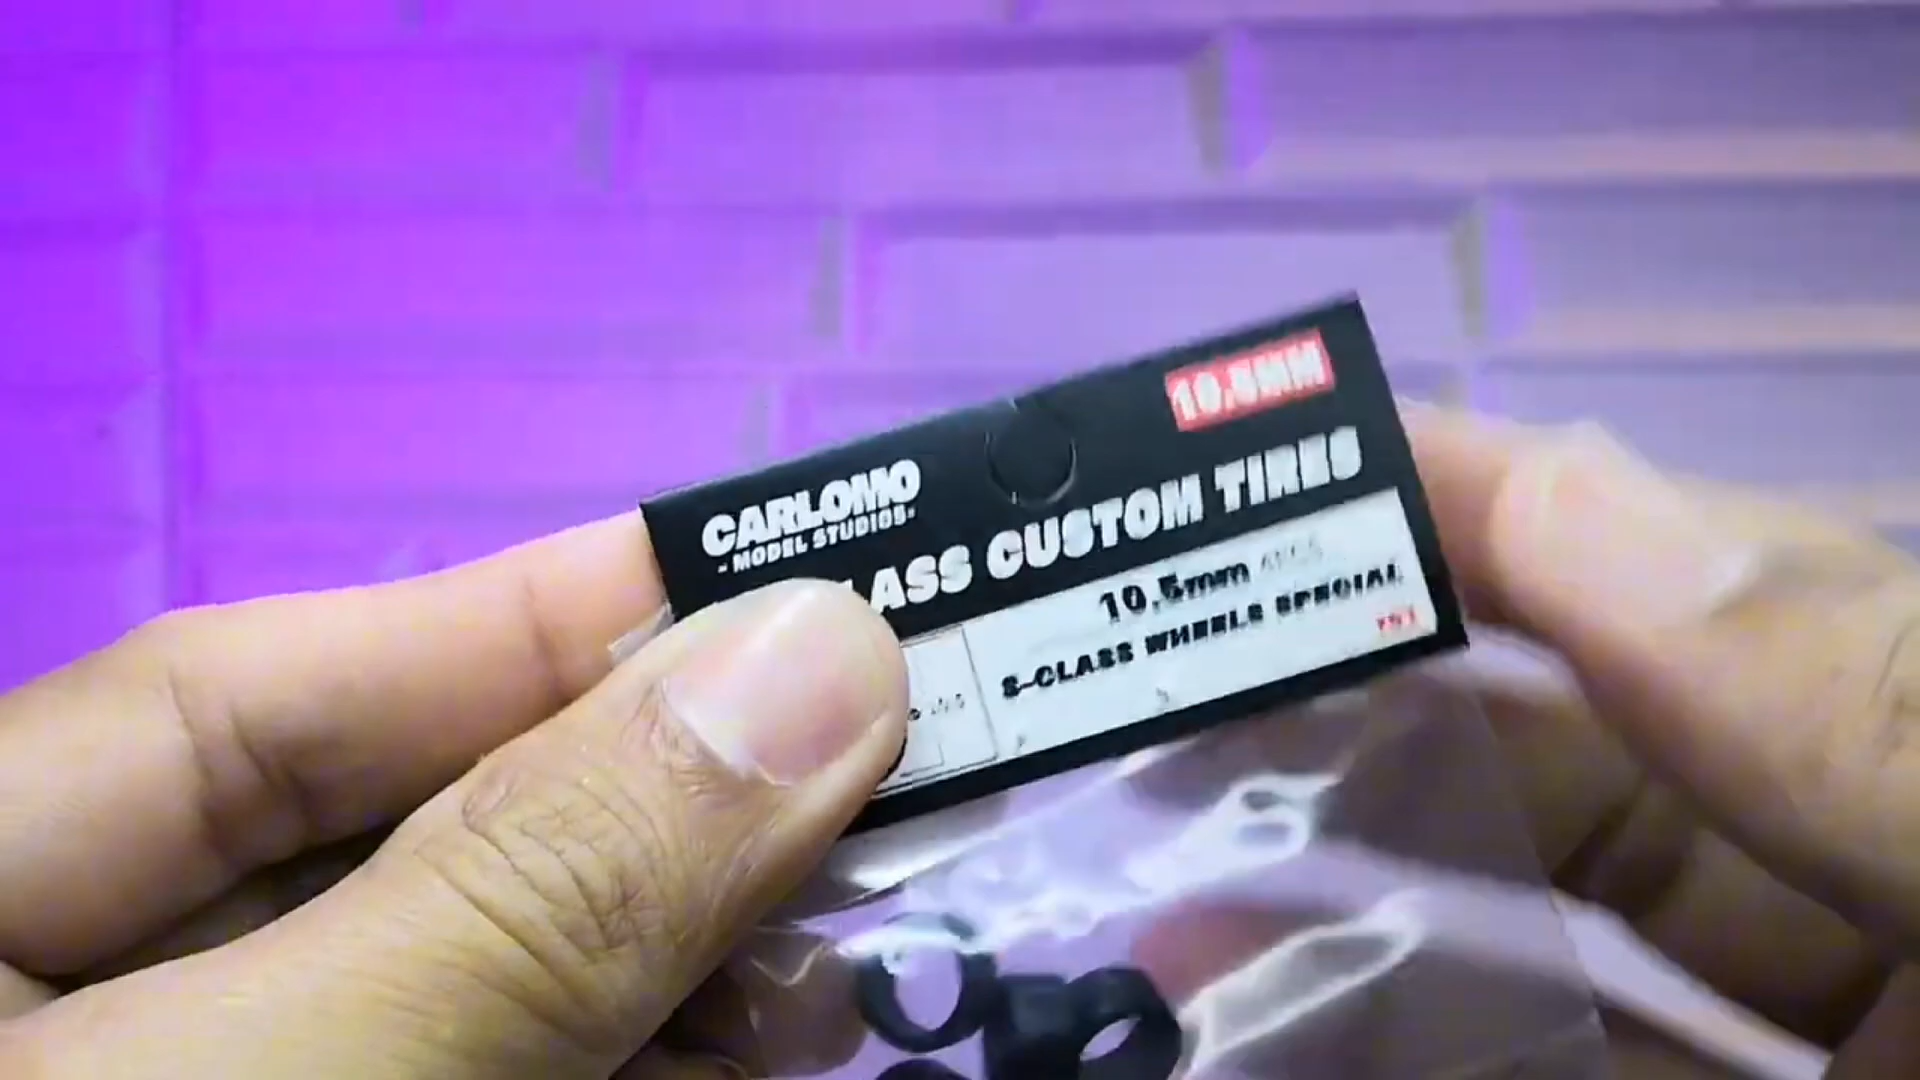 10.5MM
CARLOMO
- MODEL STUDIOS -
LASS CUSTOM TIRES
10.5mm
S-CLASS WHEELS SPECIAL